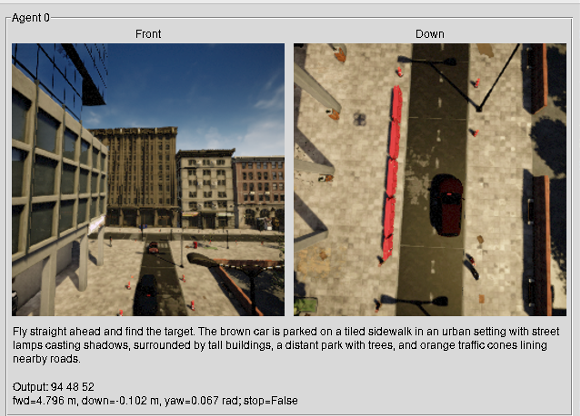 Agent 0
Front
Down
Fly straight ahead and find the target. The brown car is parked on a tiled sidewalk in an urban setting with street
lamps casting shadows, surrounded by tall buildings, a distant park with trees, and orange traffic cones lining
nearby roads.
Output: 94 48 52
fwd=4.796 m, down=-0.102 m, yaw=0.067 rad; stop=False